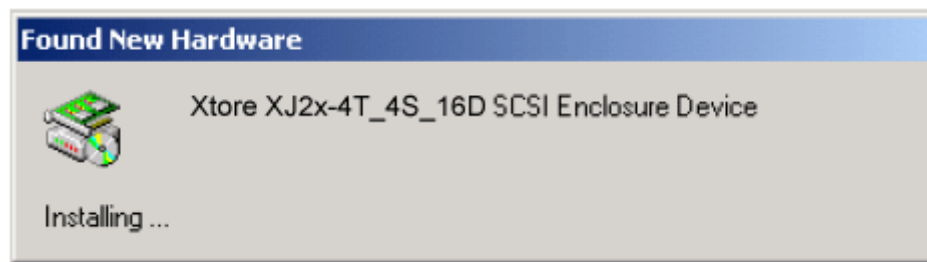 Found New Hardware
Xtore XJ2x-4T_4S_16D SCSI Enclosure Device
Installing ...